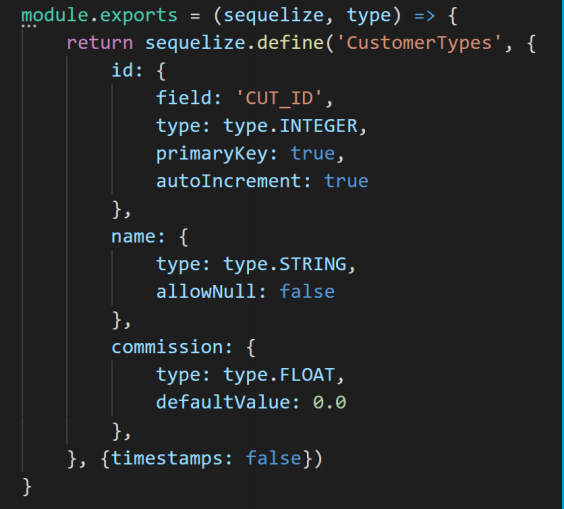 module.exports = (sequelize, type) => {
    return sequelize.define('CustomerTypes', {
        id: {
            field: 'CUT_ID',
            type: type.INTEGER,
            primaryKey: true,
            autoIncrement: true
        },
        name: {
            type: type.STRING,
            allowNull: false
        },
        commission: {
            type: type.FLOAT,
            defaultValue: 0.0
        },
    }, {timestamps: false})
}